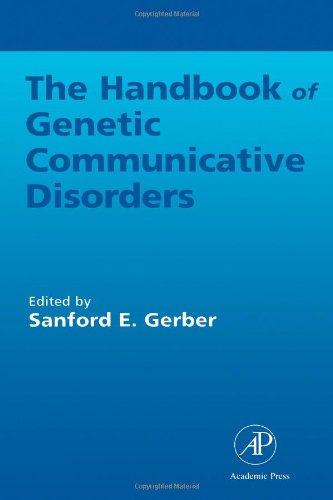 The Handbook of
Genetic
Communicative
Disorders
Edited by
Sanford E. Gerber
AP
Academic Press